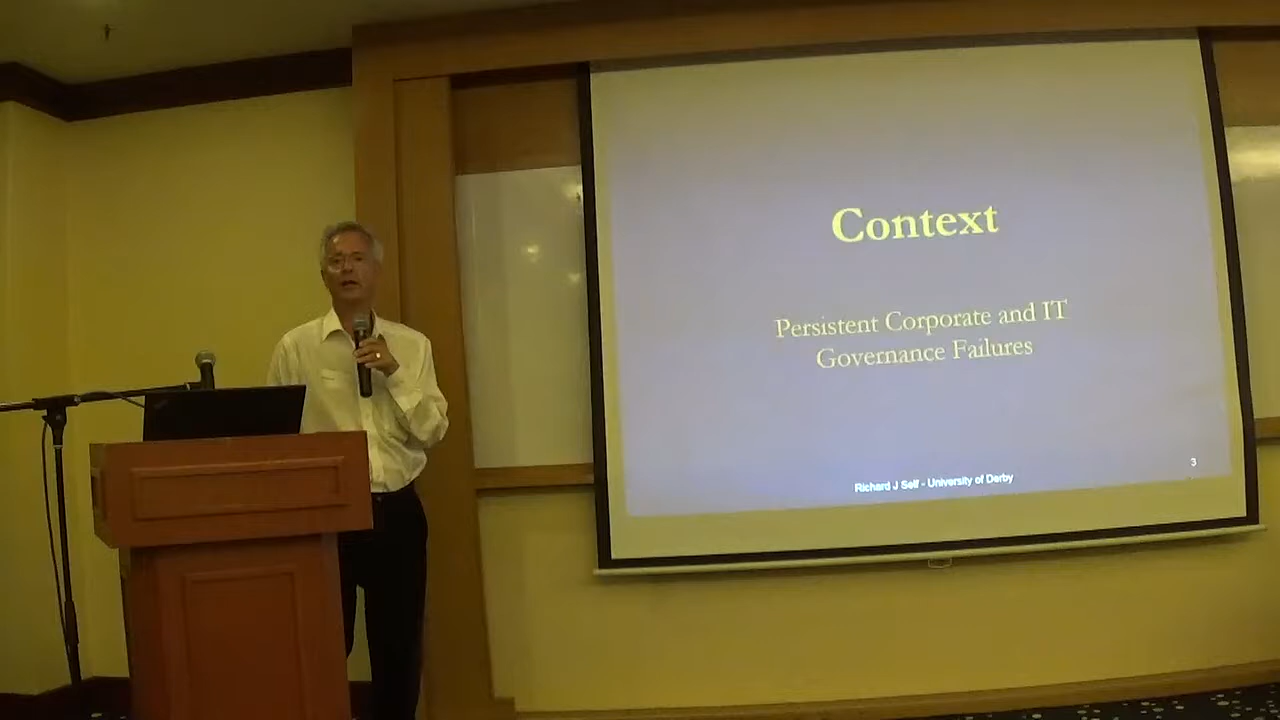 Context
Persistent Corporate and IT
Governance Failures
Richard J Self - University of Derby
3